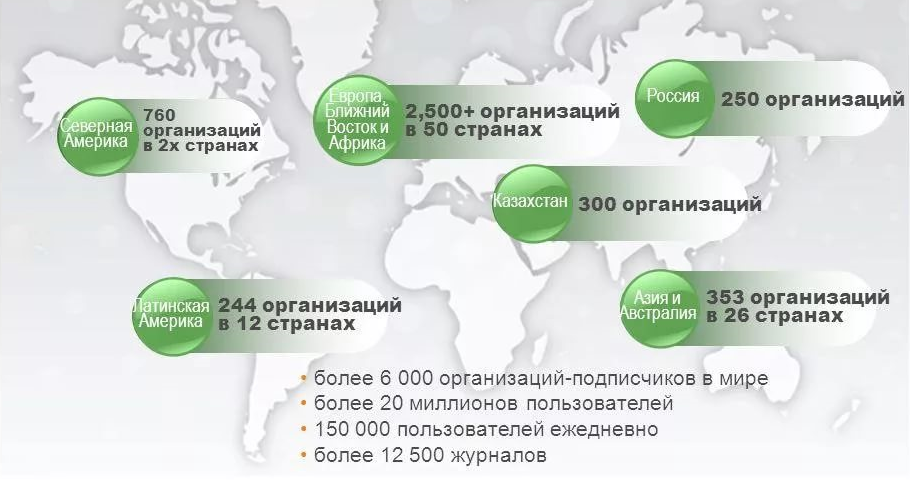 Северная
Америка
760
организаций
в 2х странах
Европа,
Ближний
Восток и
Африка
2,500+ организаций
в 50 странах
Россия
250 организаций
Казахстан
300 организаций
Латинская
Америка
244 организаций
в 12 странах
Азия и
Австралия
353 организаций
в 26 странах
• более 6 000 организаций-подписчиков в мире
• более 20 миллионов пользователей
• 150 000 пользователей ежедневно
• более 12 500 журналов